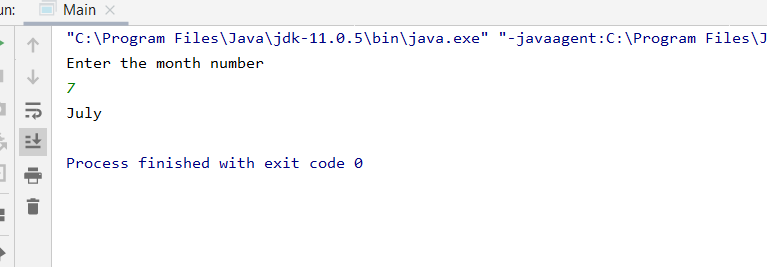 un: Main
"C:\Program Files\Java\jdk-11.0.5\bin\java.exe" "-javaagent:C:\Program Files\J
Enter the month number
7
July
Process finished with exit code 0